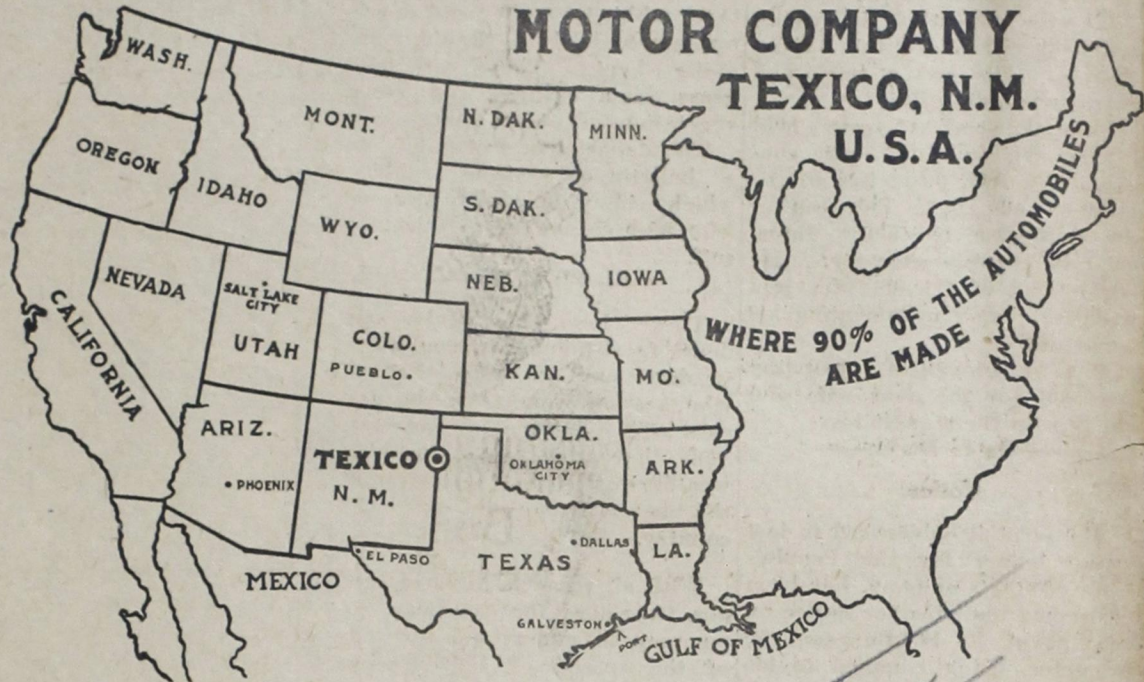 MOTOR COMPANY
TEXICO, N.M.
U.S.A.
WASH.
MONT.
N. DAK.
MINN.
OREGON
IDAHO
S. DAK.
WYO.
NEVADA
SALT LAKE
CITY
NEB.
IOWA
WHERE 90% OF THE AUTOMOBILES
ARE MADE
CALIFORNIA
UTAH
COLO.
PUEBLO
KAN.
MO.
ARIZ.
TEXICO
OKLA.
OKLAHOMA
CITY
ARK.
PHOENIX
N. M.
EL PASO
DALLAS
LA.
TEXAS
MEXICO
GALVESTON
PORT
GULF OF MEXICO